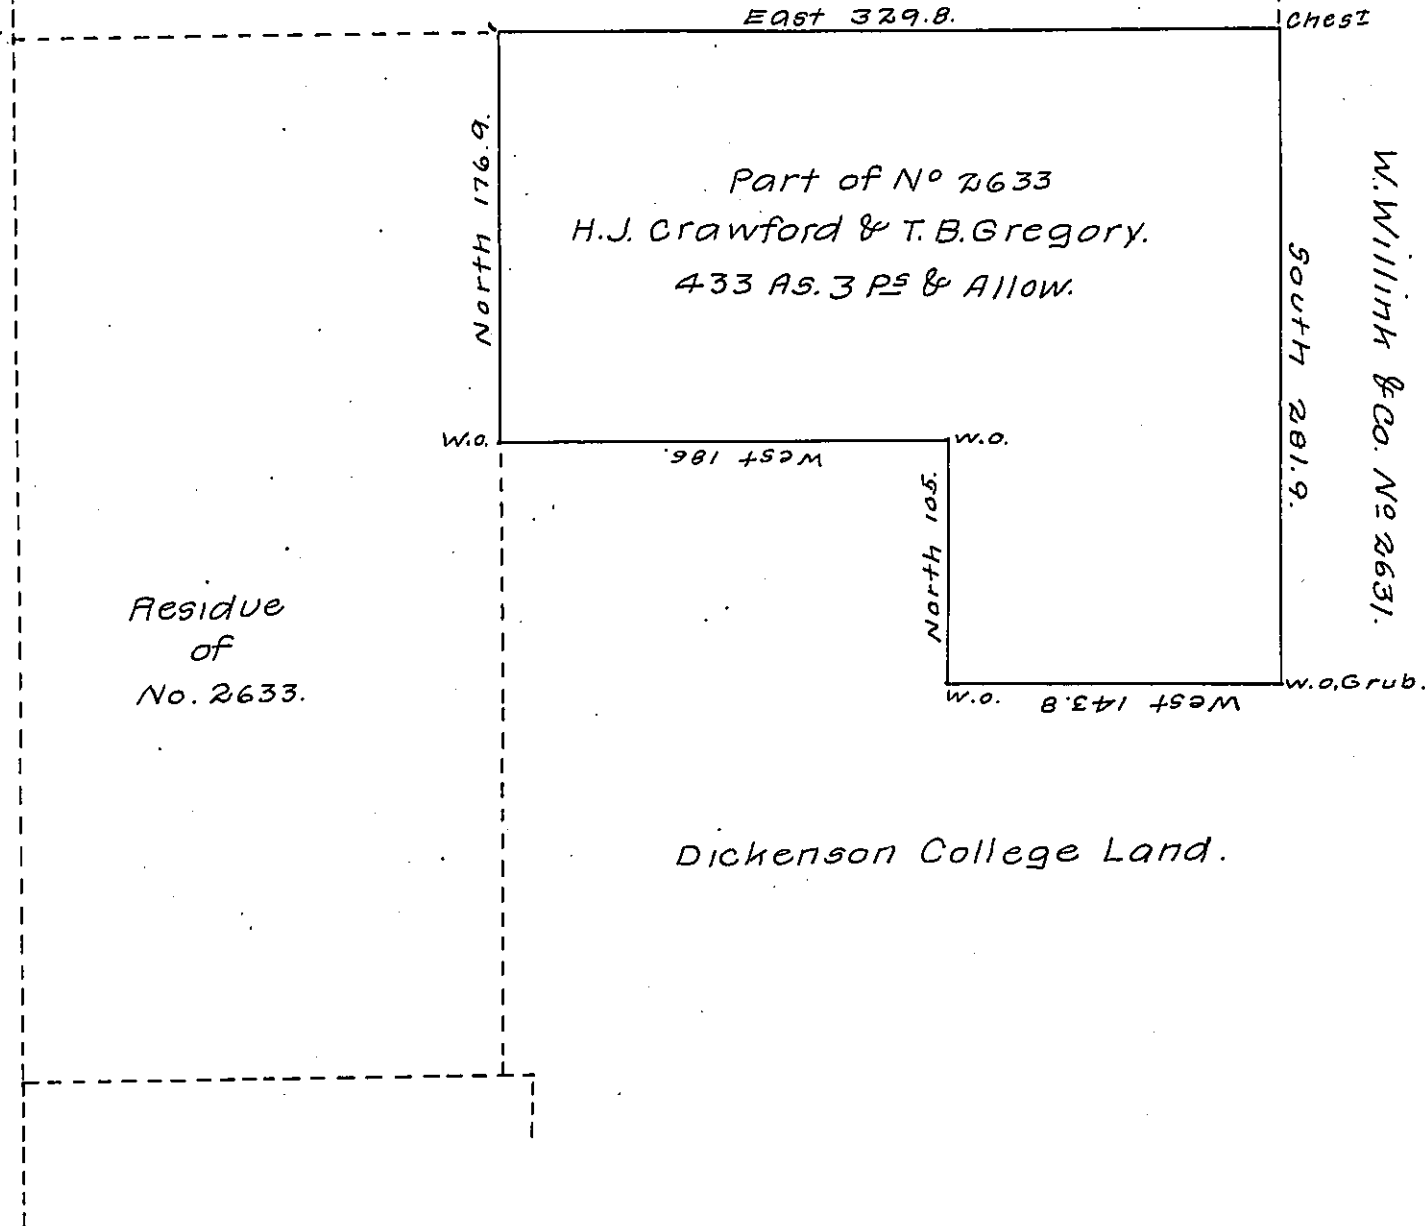 East 329.8.
Chest
North 176.9.
Part of Nº 2633
H.J. Crawford & T.B. Gregory.
433 As. 3 Ps & Allow.
South 281.9.
W. Willink & Co. Nº 2631.
W.O.
West 186.
W.O.
North 105.
Residue
of
No. 2633.
W.O.
West 143.8
W.O, Grub.
Dickenson College Land.